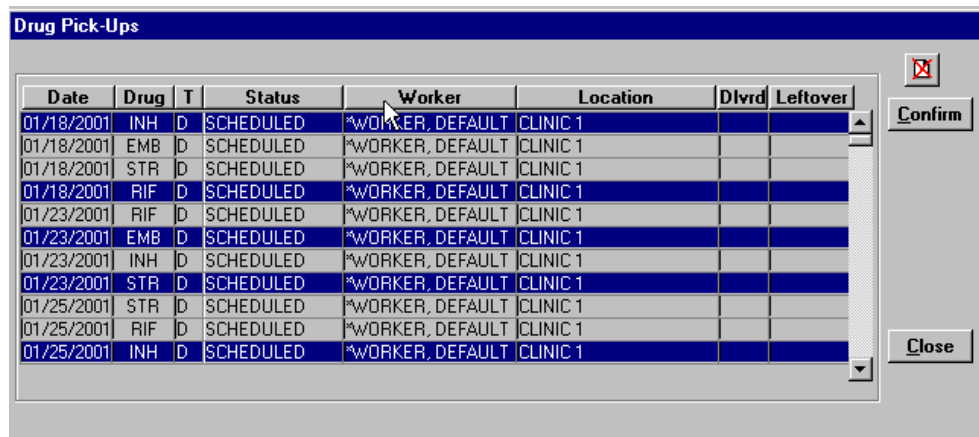 Drug Pick-Ups
Date Drug T Status Worker Location Dlvrd Leftover
Confirm
01/18/2001 INH D SCHEDULED *WORKER, DEFAULT CLINIC 1
01/18/2001 EMB D SCHEDULED *WORKER, DEFAULT CLINIC 1
01/18/2001 STR D SCHEDULED *WORKER, DEFAULT CLINIC 1
01/18/2001 RIF D SCHEDULED *WORKER, DEFAULT CLINIC 1
01/23/2001 RIF D SCHEDULED *WORKER, DEFAULT CLINIC 1
01/23/2001 EMB D SCHEDULED *WORKER, DEFAULT CLINIC 1
01/23/2001 INH D SCHEDULED *WORKER, DEFAULT CLINIC 1
01/23/2001 STR D SCHEDULED *WORKER, DEFAULT CLINIC 1
01/25/2001 STR D SCHEDULED *WORKER, DEFAULT CLINIC 1
01/25/2001 RIF D SCHEDULED *WORKER, DEFAULT CLINIC 1
01/25/2001 INH D SCHEDULED *WORKER, DEFAULT CLINIC 1
Close